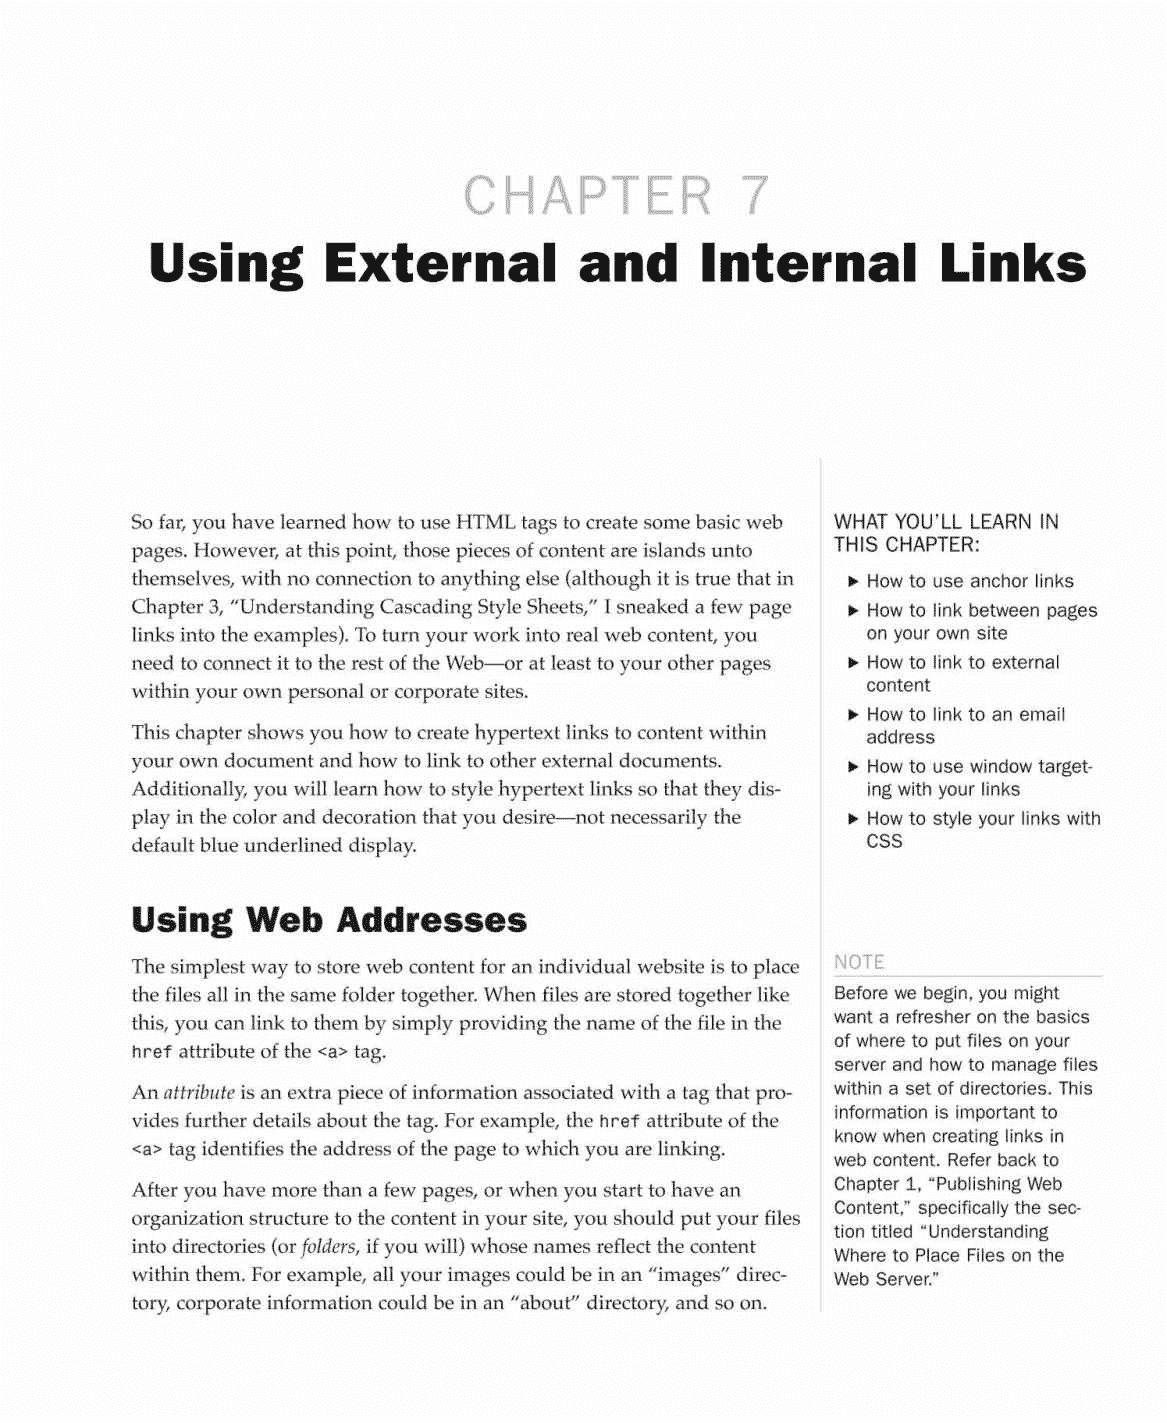 CHAPTER 7
Using External and Internal Links
So far, you have learned how to use HTML tags to create some basic web
pages. However, at this point, those pieces of content are islands unto
themselves, with no connection to anything else (although it is true that in
Chapter 3, "Understanding Cascading Style Sheets," I sneaked a few page
links into the examples). To turn your work into real web content, you
need to connect it to the rest of the Web—or at least to your other pages
within your own personal or corporate sites.
This chapter shows you how to create hypertext links to content within
your own document and how to link to other external documents.
Additionally, you will learn how to style hypertext links so that they dis-
play in the color and decoration that you desire—not necessarily the
default blue underlined display.
Using Web Addresses
The simplest way to store web content for an individual website is to place
the files all in the same folder together. When files are stored together like
this, you can link to them by simply providing the name of the file in the
href attribute of the <a> tag.
An attribute is an extra piece of information associated with a tag that pro-
vides further details about the tag. For example, the href attribute of the
<a> tag identifies the address of the page to which you are linking.
After you have more than a few pages, or when you start to have an
organization structure to the content in your site, you should put your files
into directories (or folders, if you will) whose names reflect the content
within them. For example, all your images could be in an "images" direc-
tory, corporate information could be in an "about" directory, and so on.
WHAT YOU'LL LEARN IN
THIS CHAPTER:
▶ How to use anchor links
▶ How to link between pages
on your own site
▶ How to link to external
content
▶ How to link to an email
address
▶ How to use window target-
ing with your links
▶ How to style your links with
CSS
NOTE
Before we begin, you might
want a refresher on the basics
of where to put files on your
server and how to manage files
within a set of directories. This
information is important to
know when creating links in
web content. Refer back to
Chapter 1, "Publishing Web
Content," specifically the sec-
tion titled "Understanding
Where to Place Files on the
Web Server."